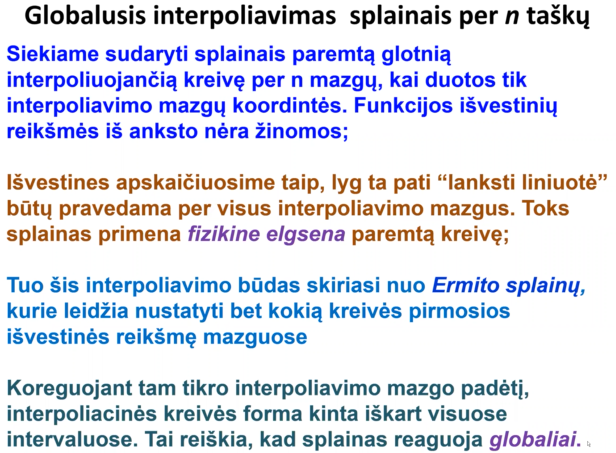 Globalusis interpoliavimas splainais per n taškų
Siekiame sudaryti splainais paremtą glotnią
interpoliuojančią kreivę per n mazgų, kai duotos tik
interpoliavimo mazgų koordintės. Funkcijos išvestinių
reikšmės iš anksto nėra žinomos;
Išvestines apskaičiuosime taip, lyg ta pati “lanksti liniuotė”
būtų pravedama per visus interpoliavimo mazgus. Toks
splainas primena fizikine elgsena paremtą kreivę;
Tuo šis interpoliavimo būdas skiriasi nuo Ermito splainų,
kurie leidžia nustatyti bet kokią kreivės pirmosios
išvestinės reikšmę mazguose
Koreguojant tam tikro interpoliavimo mazgo padėtį,
interpoliacinės kreivės forma kinta iškart visuose
intervaluose. Tai reiškia, kad splainas reaguoja globaliai.